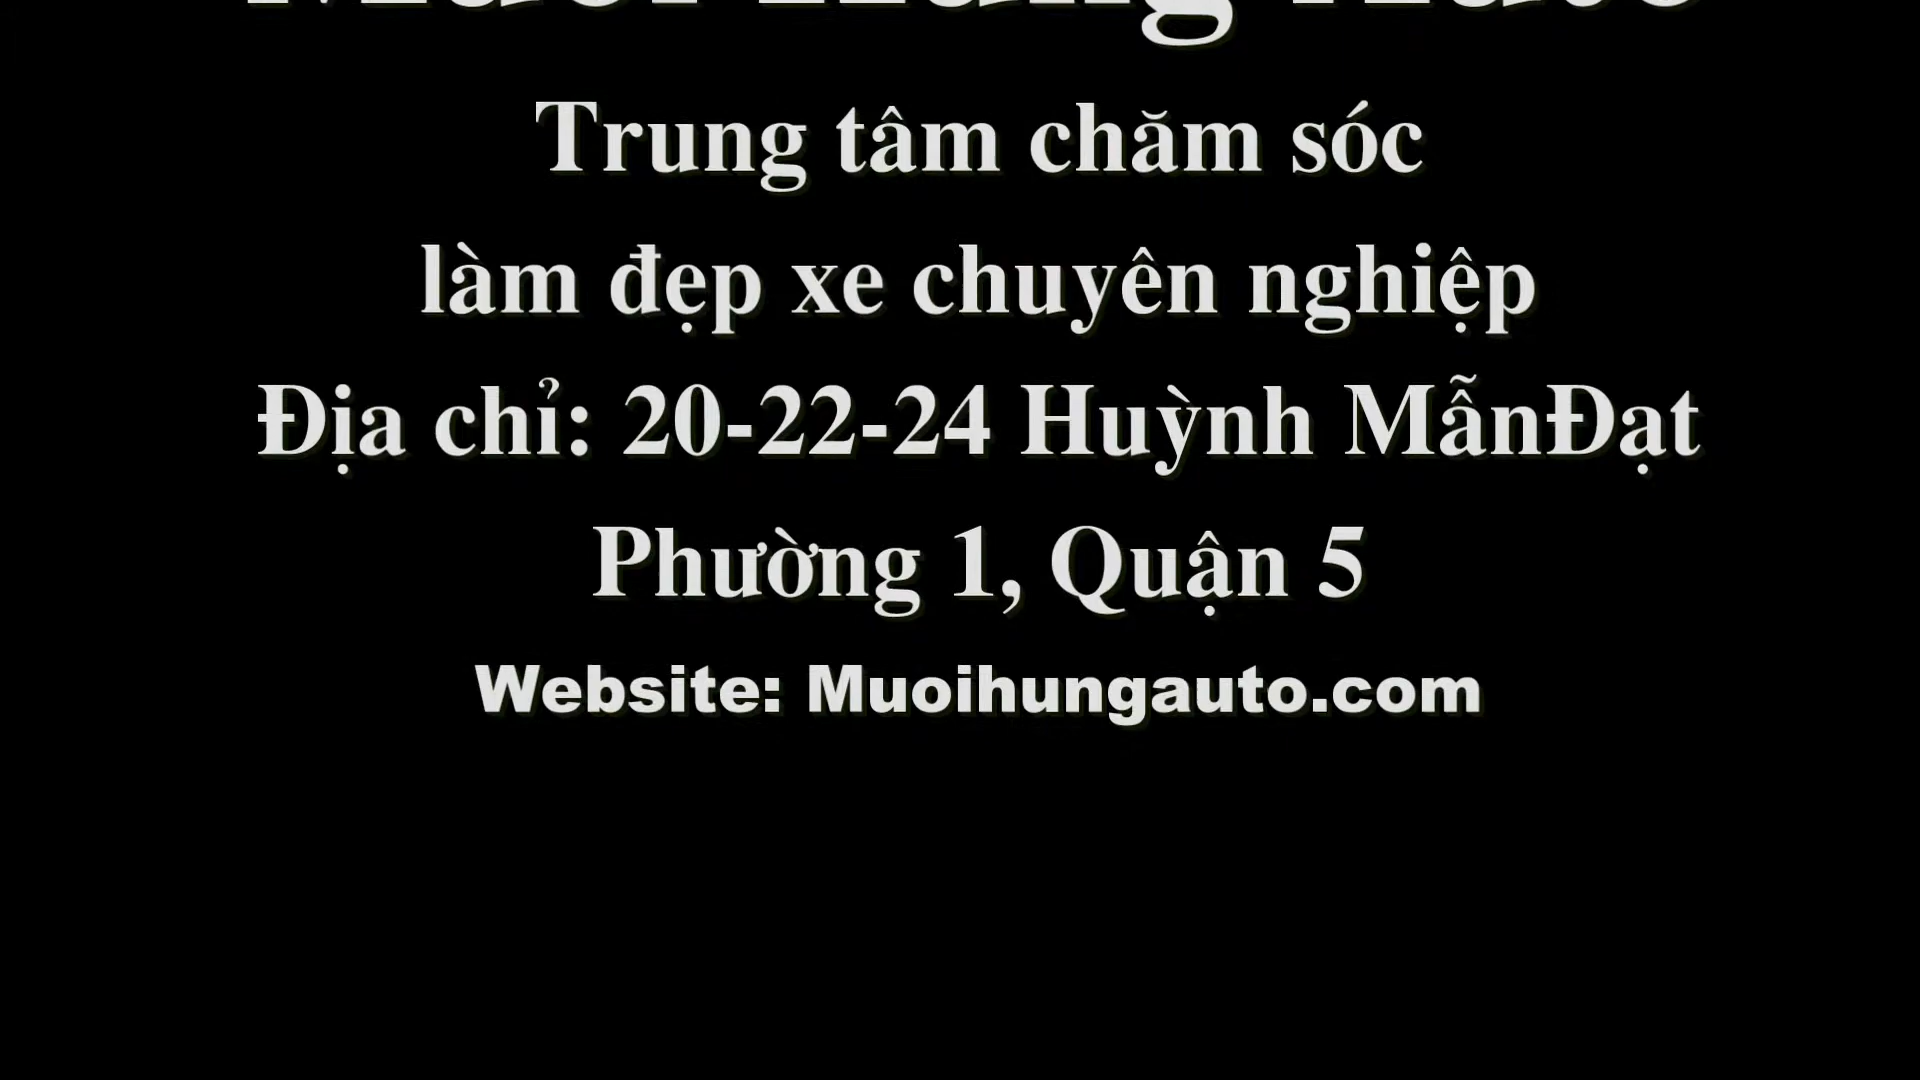 Trung tâm chăm sóc
làm đẹp xe chuyên nghiệp
Địa chỉ: 20-22-24 Huỳnh MẫnĐạt
Phường 1, Quận 5
Website: Muoihungauto.com